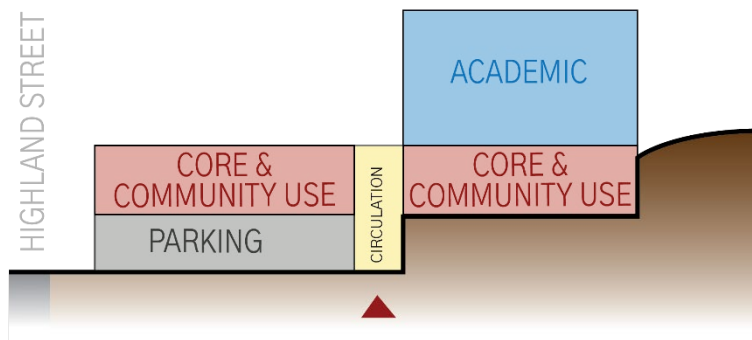 HIGHLAND STREET
ACADEMIC
CORE &
COMMUNITY USE
CIRCULATION
CORE &
COMMUNITY USE
PARKING